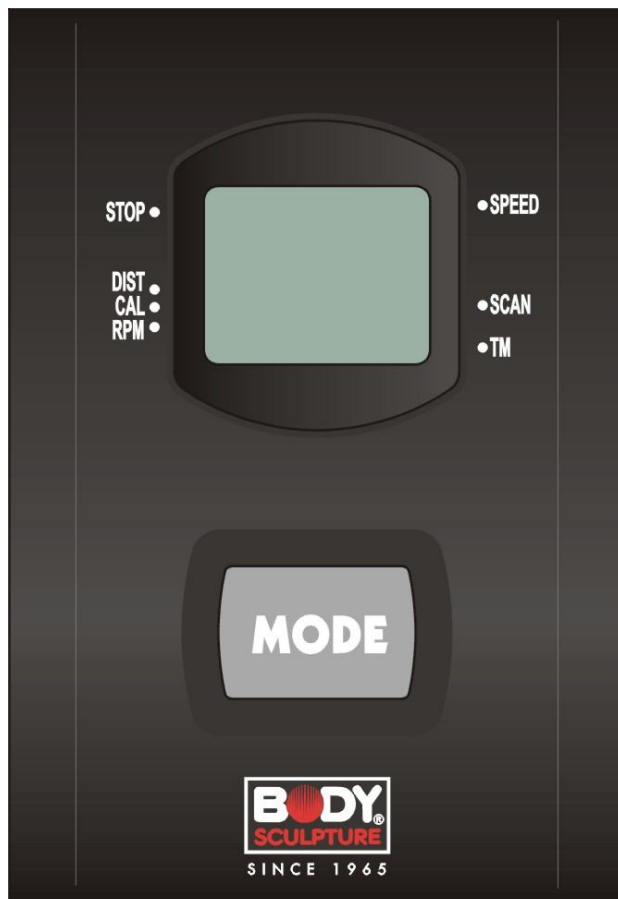 STOP
SPEED
DIST
CAL
SCAN
RPM
TM
MODE
BODY®
SCULPTURE
SINCE 1965